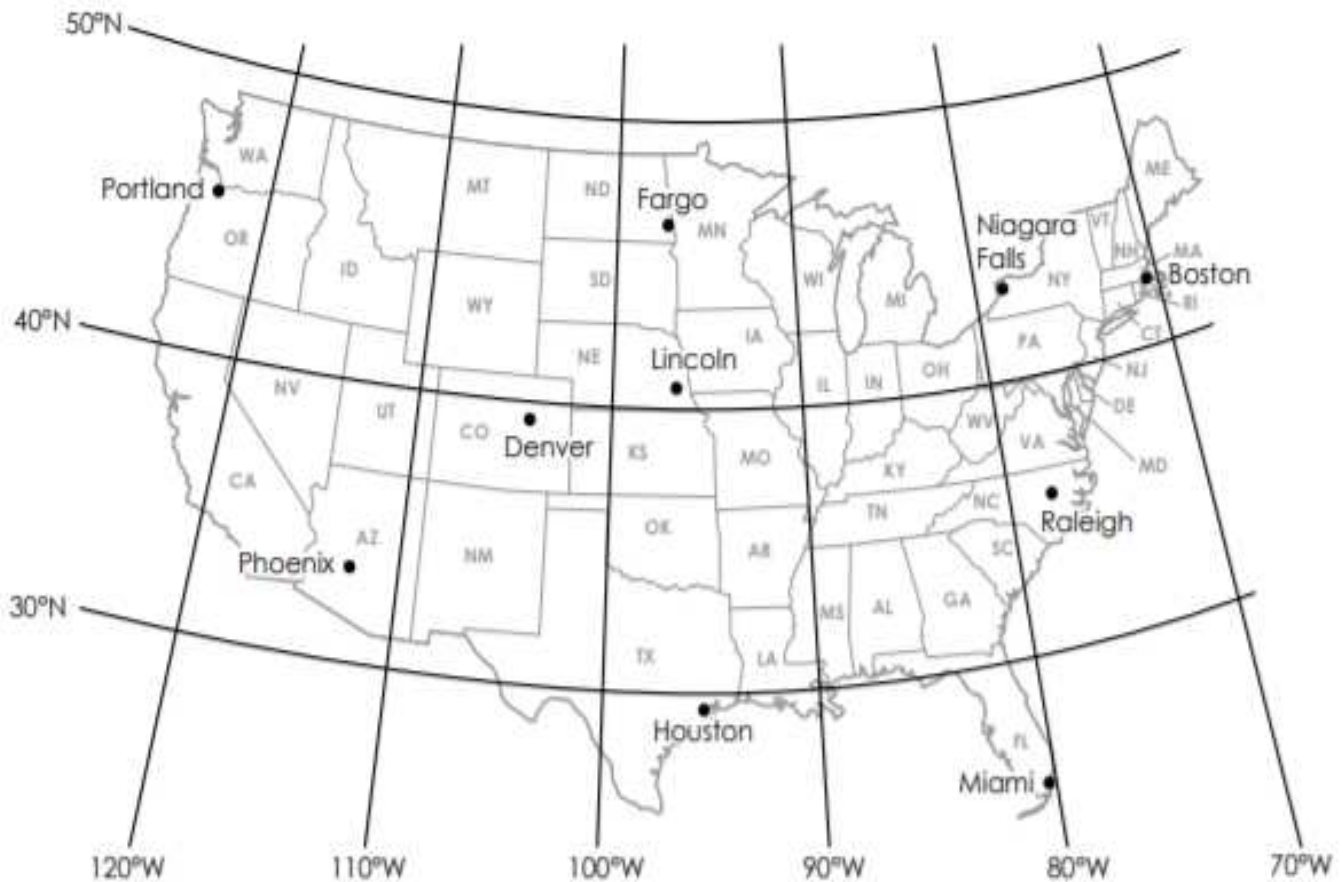 50°N
WA
ME
Portland
MT
ND
Fargo
MN
VT
OR
Niagara
Falls
NH
MA
ID
SD
WI
NY
Boston
WY
MI
RI
40°N
IA
PA
CT
NE
Lincoln
OH
NJ
NV
UT
IL
IN
DE
CO
Denver
KS
MO
WV
VA
MD
CA
KY
NC
AZ
NM
OK
TN
Raleigh
Phoenix
AR
SC
30°N
MS
AL
GA
TX
LA
Houston
FL
Miami
120°W
110°W
100°W
90°W
80°W
70°W